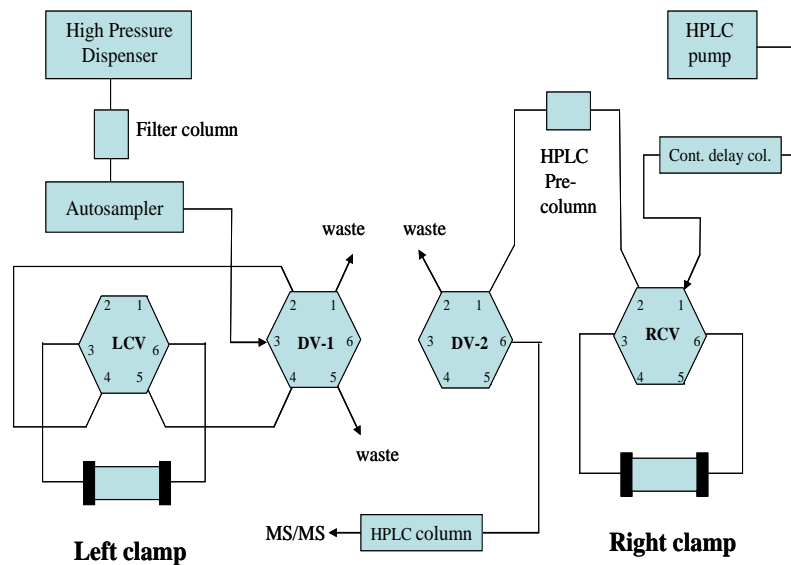 High Pressure
Dispenser
HPLC
pump
Filter column
Cont. delay col.
HPLC
Pre-
column
Autosampler
waste
waste
2 1
3 LCV 6
4 5
2 1
3 DV-1 6
4 5
2 1
3 DV-2 6
4 5
2 1
3 RCV 6
4 5
waste
MS/MS
HPLC column
Left clamp
Right clamp